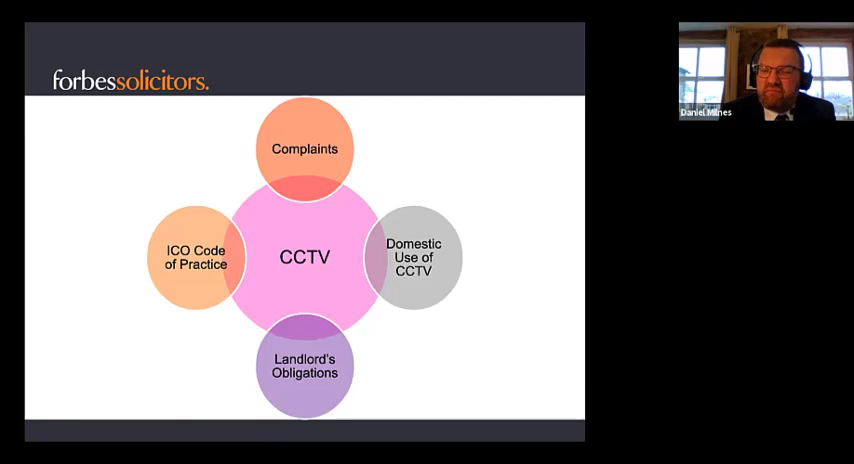 forbessolicitors.
Complaints
ICO Code
of Practice
CCTV
Domestic
Use of
CCTV
Landlord's
Obligations
Daniel Milnes